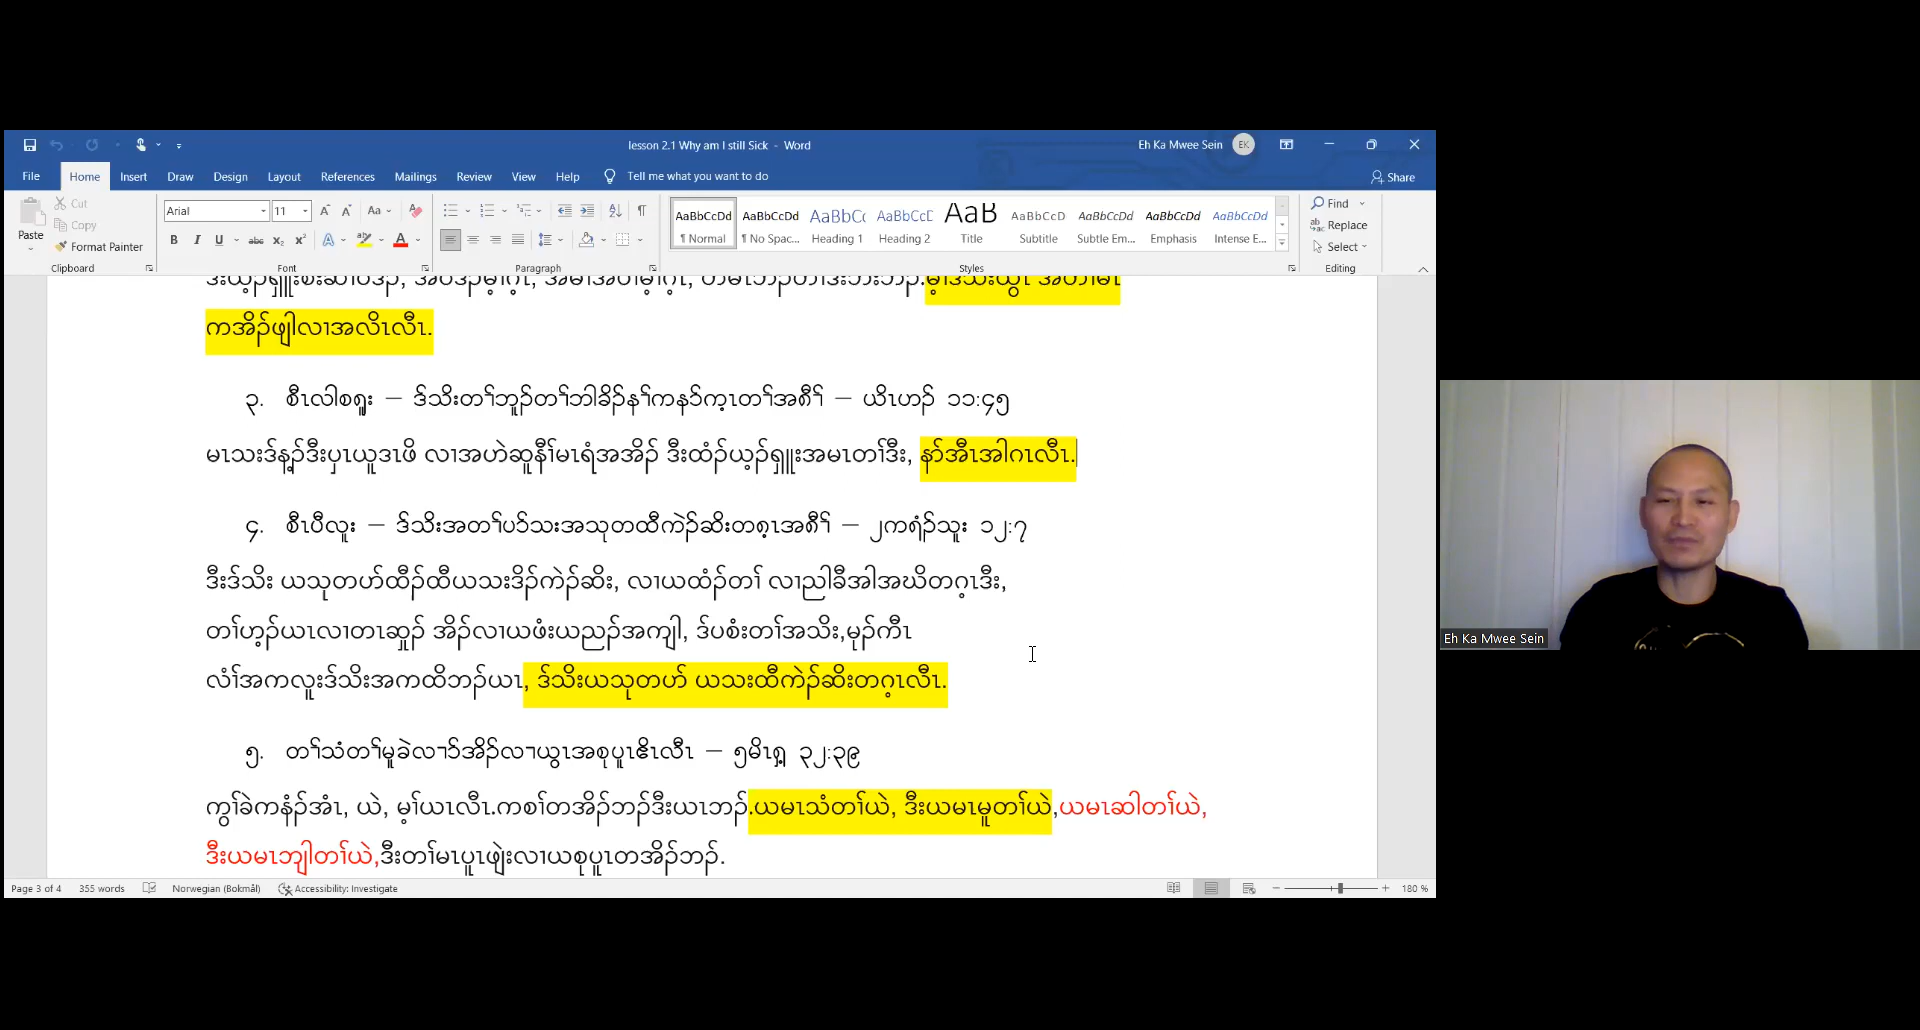 lesson 2.1 Why am I still Sick - Word
Eh Ka Mwee Sein
EK
File Home Insert Draw Design Layout References Mailings Review View Help Tell me what you want to do
Share
Paste
Cut
Copy
Format Painter
Clipboard
Arial 11
Font
Paragraph
AaBbCcDd AaBbCcDd AaBbCc AaBbCcD AaB AaBbCcD AaBbCcDd AaBbCcDd AaBbCcDd
¶ Normal ¶ No Spac... Heading 1 Heading 2 Title Subtitle Subtle Em... Emphasis Intense E...
Styles
Find
Replace
Select
Editing
ကအိၣ်ဖျါလၢအလိၤလီၤ.
၃. စီၤလါစရူး – ဒ်သိးတၢ်ဘူၣ်တၢ်ဘါခိၣ်နၢ်ကနာ်က့ၤတၢ်အဂီၢ် – ယိၤဟၣ် ၁၁:၄၅
မၤသးဒ်န့ၣ်ဒီးပှၤယူဒၤဖိ လၢအဟဲဆူနီၢ်မၤရံအအိၣ် ဒီးထံၣ်ယ့ၣ်ရှူးအမၤတၢ်ဒီး, နာ်အီၤအါဂၤလီၤ.
၄. စီၤပီလူး – ဒ်သိးအတၢ်ပာ်သးအသုတထီကဲၣ်ဆိးတစ့ၤအဂီၢ် – ၂ကရံၣ်သူး ၁၂:၇
ဒီးဒ်သိး ယသုတဟ်ထီၣ်ထီယသးဒိၣ်ကဲၣ်ဆိး, လၢယထံၣ်တၢ် လၢညါခီအါအဃိတဂ့ၤဒီး,
တၢ်ဟ့ၣ်ယၤလၢတၤဆှူၣ် အိၣ်လၢယဖံးယညၣ်အကျါ, ဒ်ပစံးတၢ်အသိး,မုၣ်ကီၤ
လံၢ်အကလူးဒ်သိးအကထိဘၣ်ယၤ, ဒ်သိးယသုတဟ် ယသးထီကဲၣ်ဆိးတဂ့ၤလီၤ.
၅. တၢ်သံတၢ်မူခဲလၢာ်အိၣ်လၢယွၤအစုပူၤဧိၤလီၤ – ၅မိၤရှ့ ၃၂:၃၉
ကွၢ်ခဲကနံၣ်အံၤ, ယဲ, မ့ၢ်ယၤလီၤ.ကစၢ်တအိၣ်ဘၣ်ဒီးယၤဘၣ်.ယမၤသံတၢ်ယဲ, ဒီးယမၤမူတၢ်ယဲ,ယမၤဆါတၢ်ယဲ,
ဒီးယမၤဘျါတၢ်ယဲ,ဒီးတၢ်မၤပူၤဖျဲးလၢယစုပူၤတအိၣ်ဘၣ်.
Page 3 of 4 355 words Norwegian (Bokmål) Accessibility: Investigate 180 %
Eh Ka Mwee Sein